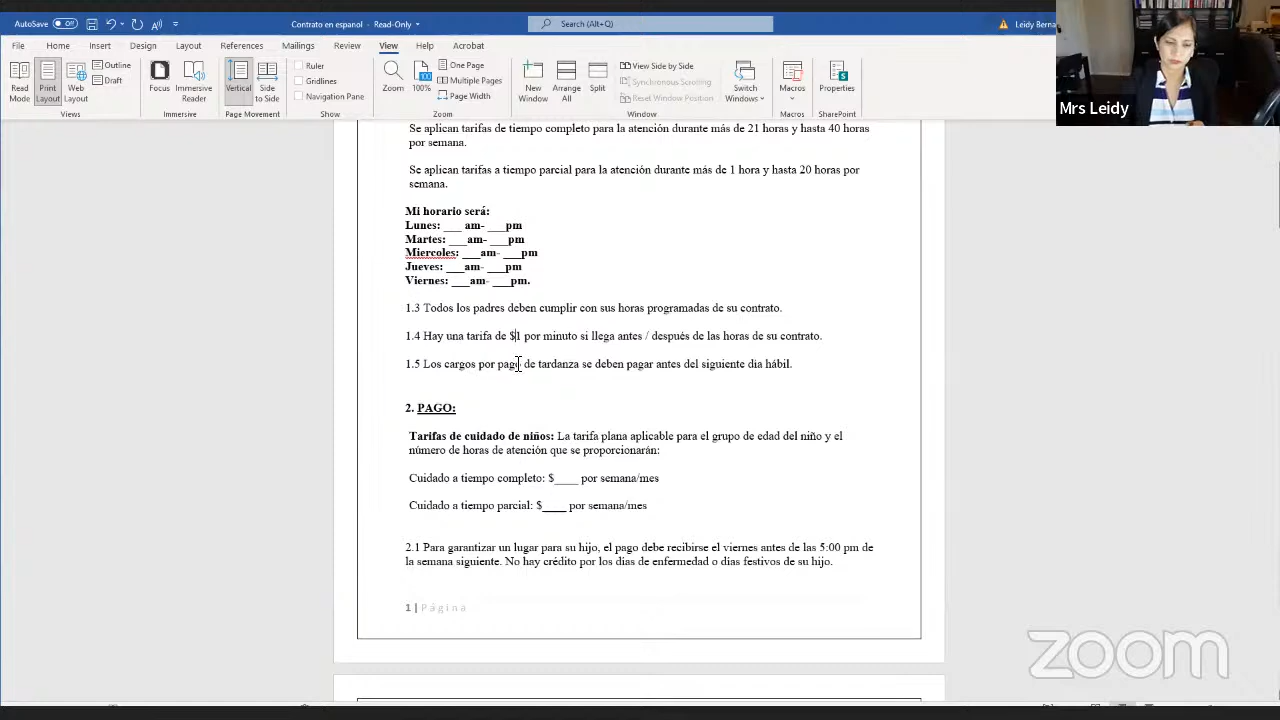 AutoSave Off Contrato en espanol - Read-Only Search (Alt+Q) Leidy Berna
File Home Insert Design Layout References Mailings Review View Help Acrobat
Read Mode Print Layout Web Layout Outline Draft Focus Immersive Reader Vertical Side to Side Ruler Gridlines Navigation Pane Zoom 100% One Page Multiple Pages Page Width New Window Arrange All Split View Side by Side Synchronous Scrolling Reset Window Position Switch Windows Macros Properties
Views Immersive Page Movement Show Zoom Window Macros SharePoint
Mrs Leidy
Se aplican tarifas de tiempo completo para la atención durante más de 21 horas y hasta 40 horas
por semana.
Se aplican tarifas a tiempo parcial para la atención durante más de 1 hora y hasta 20 horas por
semana.
Mi horario será:
Lunes: ___ am- ___pm
Martes: ___am- ___pm
Miercoles: ___am- ___pm
Jueves: ___am- ___pm
Viernes: ___am- ___pm.
1.3 Todos los padres deben cumplir con sus horas programadas de su contrato.
1.4 Hay una tarifa de $1 por minuto si llega antes / después de las horas de su contrato.
1.5 Los cargos por pago de tardanza se deben pagar antes del siguiente día hábil.
2. PAGO:
Tarifas de cuidado de niños: La tarifa plana aplicable para el grupo de edad del niño y el
número de horas de atención que se proporcionarán:
Cuidado a tiempo completo: $____ por semana/mes
Cuidado a tiempo parcial: $____ por semana/mes
2.1 Para garantizar un lugar para su hijo, el pago debe recibirse el viernes antes de las 5:00 pm de
la semana siguiente. No hay crédito por los días de enfermedad o días festivos de su hijo.
1 | Página
zoom